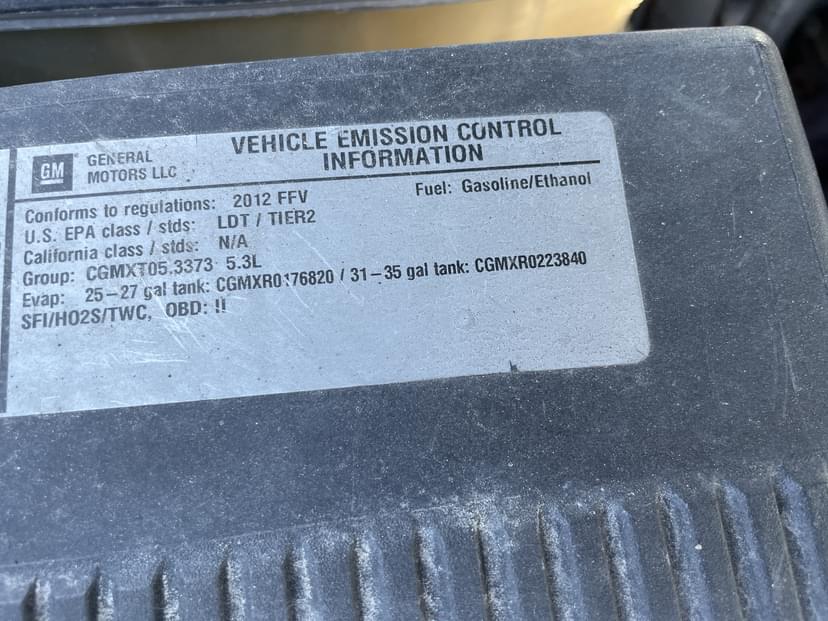 GM GENERAL
MOTORS LLC
VEHICLE EMISSION CONTROL
INFORMATION
Conforms to regulations: 2012 FFV
Fuel: Gasoline/Ethanol
U.S. EPA class / stds: LDT / TIER2
California class / stds: N/A
Group: CGMXT05.3373 5.3L
Evap: 25–27 gal tank: CGMXR0176820 / 31–35 gal tank: CGMXR0223840
SFI/HO2S/TWC, OBD: II